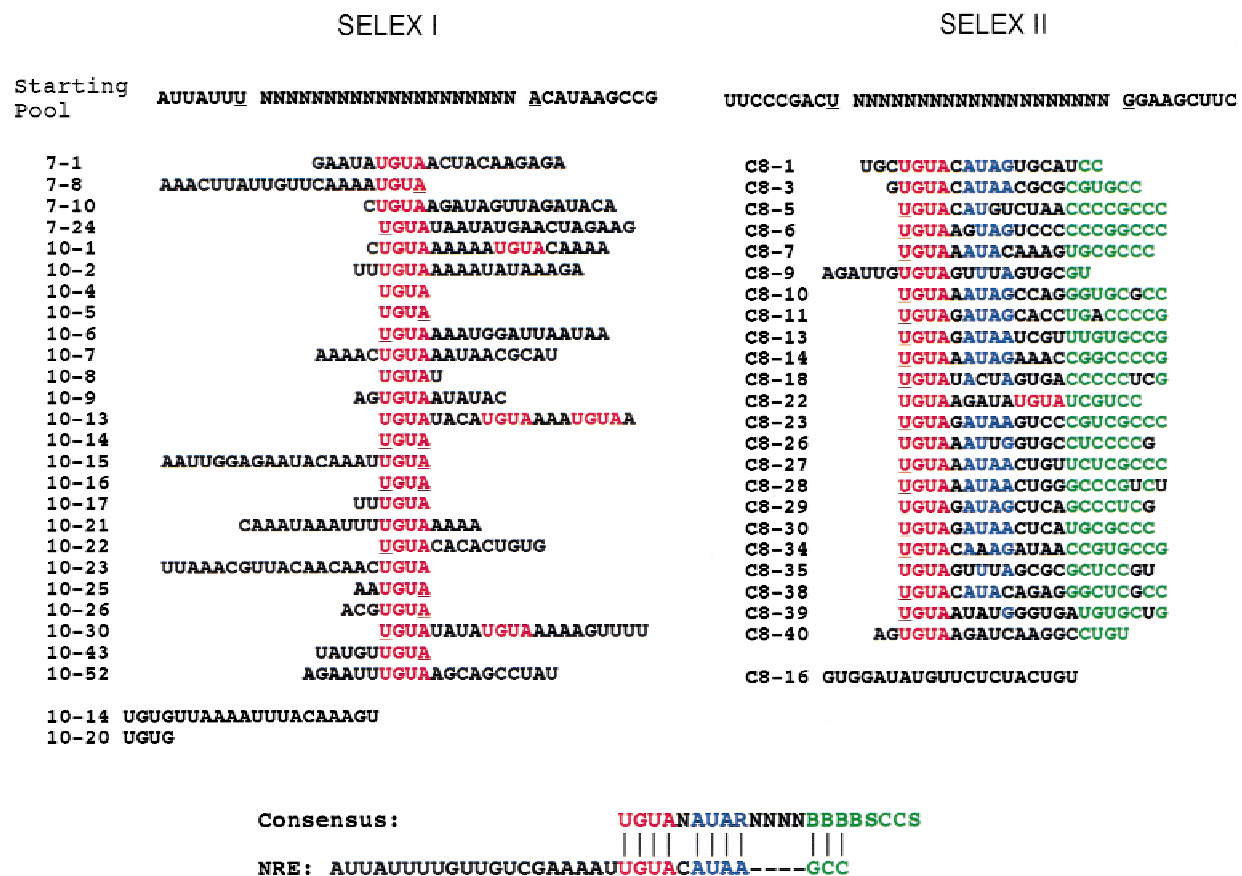 SELEX I
Starting Pool AUUAUUU NNNNNNNNNNNNNNNNNNNN ACAUAAGCCG
7-1 GAAUAUGUAACUACAAGAGA
7-8 AAACUUAUUGUUCAAAAUGUA
7-10 CUGUAAGAUAGUUAGAUACA
7-24 UGUAUAAUAUGAACUAGAAG
10-1 CUGUAAAAAAUGUACAAAA
10-2 UUUGUAAAAAUAUAAAGA
10-4 UGUA
10-5 UGUA
10-6 UGUAAAAUGGAUUAAUAA
10-7 AAAACUGUAAAUAACGCAU
10-8 UGUAU
10-9 AGUGUAAUAUAC
10-13 UGUAUACAUGUAAAAUGUAA
10-14 UGUA
10-15 AAUUGGAGAAUACAAAUUGUA
10-16 UGUA
10-17 UUUGUA
10-21 CAAAUAAAUUUUGUAAAAA
10-22 UGUACACACUGUG
10-23 UUAAACGUUACAACAACUGUA
10-25 AAUGUA
10-26 ACGUGUA
10-30 UGUAUAUAUGUAAAAAGUUUU
10-43 UAUGUUGUA
10-52 AGAAUUUGUAAGCAGCCUAU
10-14 UGUGUUAAAAUUUACAAAGU
10-20 UGUG
SELEX II
UUCCCGACU NNNNNNNNNNNNNNNNNNNN GGAAGCUUC
C8-1 UGCUGUACAUAGUGCAUCC
C8-3 GUGUACAUAACGCGCGUGCC
C8-5 UGUACAUGUCUAACCCCGCCC
C8-6 UGUAAGUAGUCCCCCCGGCCC
C8-7 UGUAAAUACAAAGUGCGCCC
C8-9 AGAUUGUGUAGUUUAGUGCGU
C8-10 UGUAAAUAGCCAGGGUGCGCC
C8-11 UGUAGAUAGCACCUGACCCCG
C8-13 UGUAGAUAAUCGUUUGUGCCG
C8-14 UGUAAAUAGAAACCGGCCCCG
C8-18 UGUAUACUAGUGACCCCCUCG
C8-22 UGUAAGAUAUGUAUCGUCC
C8-23 UGUAGAUAAGUCCCGUCGCCC
C8-26 UGUAAAUUGGUGCCUCCCCG
C8-27 UGUAAAUAACUGUUCUCGCCC
C8-28 UGUAAAUAACUGGGCCCGUCU
C8-29 UGUAGAUAGCUCAGCCCUCG
C8-30 UGUAGAUAACUCAUGCGCCC
C8-34 UGUACAAAGAUAACCGUGCCG
C8-35 UGUAGUUUAGCGCGCUCCGU
C8-38 UGUACAUACAGAGGGCUCGCC
C8-39 UGUAAUAUGGGUGAUGUGCUG
C8-40 AGUGUAAGAUCAAGGCCUGU
C8-16 GUGGAUAUGUUCUCUACUGU
Consensus: UGUANAUARNNNNBBBBSCCS
NRE: AUUAUUUUGUUGUCGAAAAUUGUACAUAA----GCC